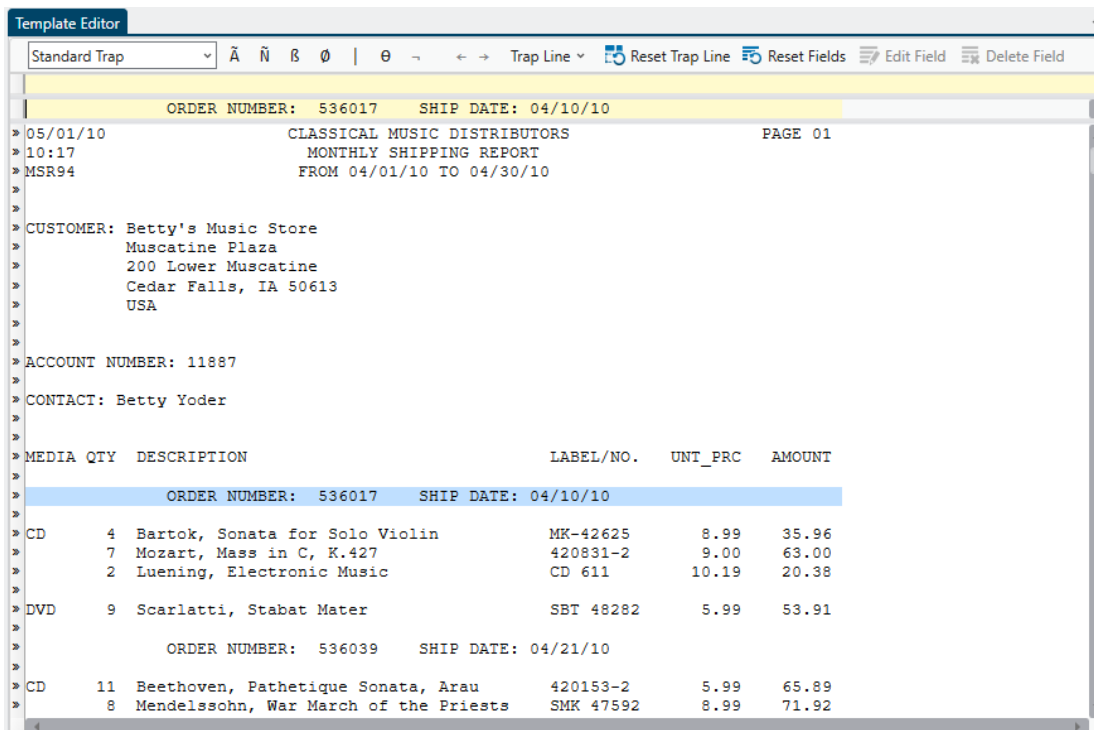 Template Editor
Standard Trap Ã Ñ ß Ø | θ ¬ ← → Trap Line Reset Trap Line Reset Fields Edit Field Delete Field
ORDER NUMBER: 536017 SHIP DATE: 04/10/10
05/01/10 CLASSICAL MUSIC DISTRIBUTORS PAGE 01
10:17 MONTHLY SHIPPING REPORT
MSR94 FROM 04/01/10 TO 04/30/10
CUSTOMER: Betty's Music Store
Muscatine Plaza
200 Lower Muscatine
Cedar Falls, IA 50613
USA
ACCOUNT NUMBER: 11887
CONTACT: Betty Yoder
MEDIA QTY DESCRIPTION LABEL/NO. UNT_PRC AMOUNT
ORDER NUMBER: 536017 SHIP DATE: 04/10/10
CD 4 Bartok, Sonata for Solo Violin MK-42625 8.99 35.96
7 Mozart, Mass in C, K.427 420831-2 9.00 63.00
2 Luening, Electronic Music CD 611 10.19 20.38
DVD 9 Scarlatti, Stabat Mater SBT 48282 5.99 53.91
ORDER NUMBER: 536039 SHIP DATE: 04/21/10
CD 11 Beethoven, Pathetique Sonata, Arau 420153-2 5.99 65.89
8 Mendelssohn, War March of the Priests SMK 47592 8.99 71.92